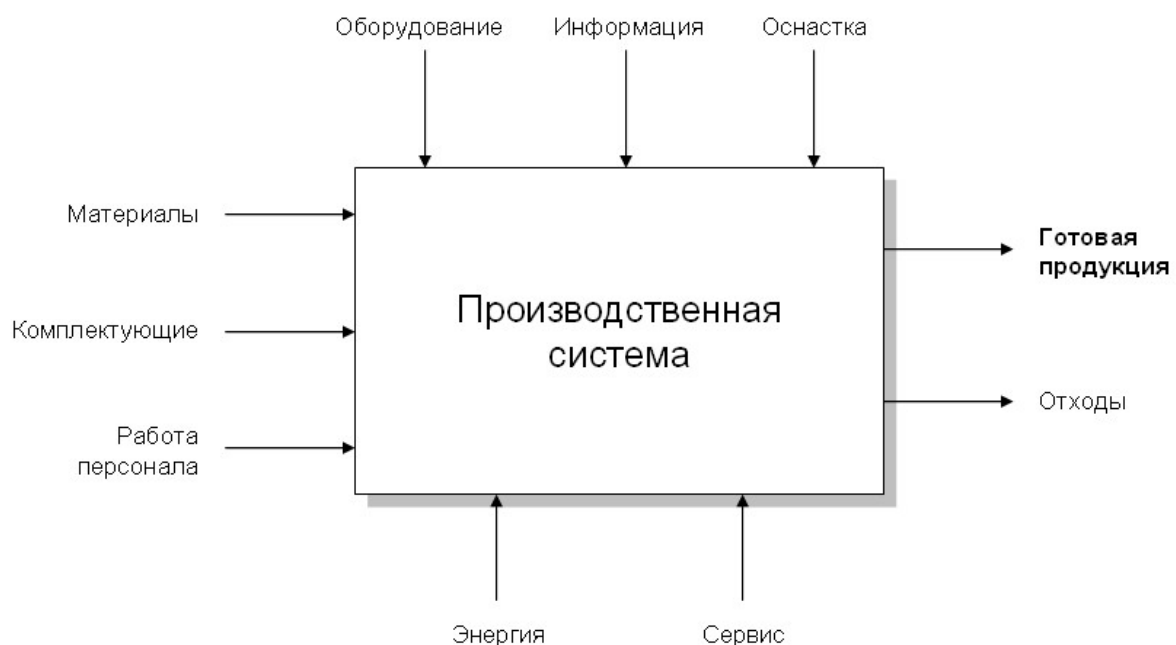 Оборудование Информация Оснастка
Материалы
Готовая
продукция
Производственная
система
Комплектующие
Отходы
Работа
персонала
Энергия Сервис